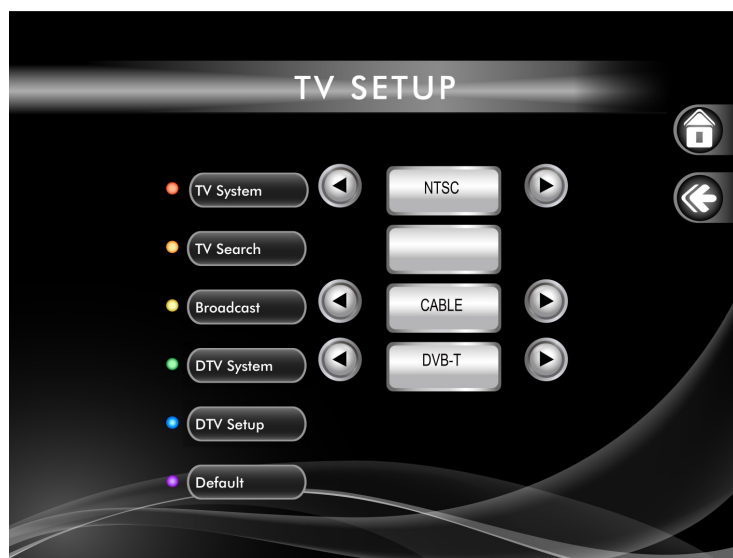 TV SETUP
TV System
NTSC
TV Search
Broadcast
CABLE
DTV System
DVB-T
DTV Setup
Default